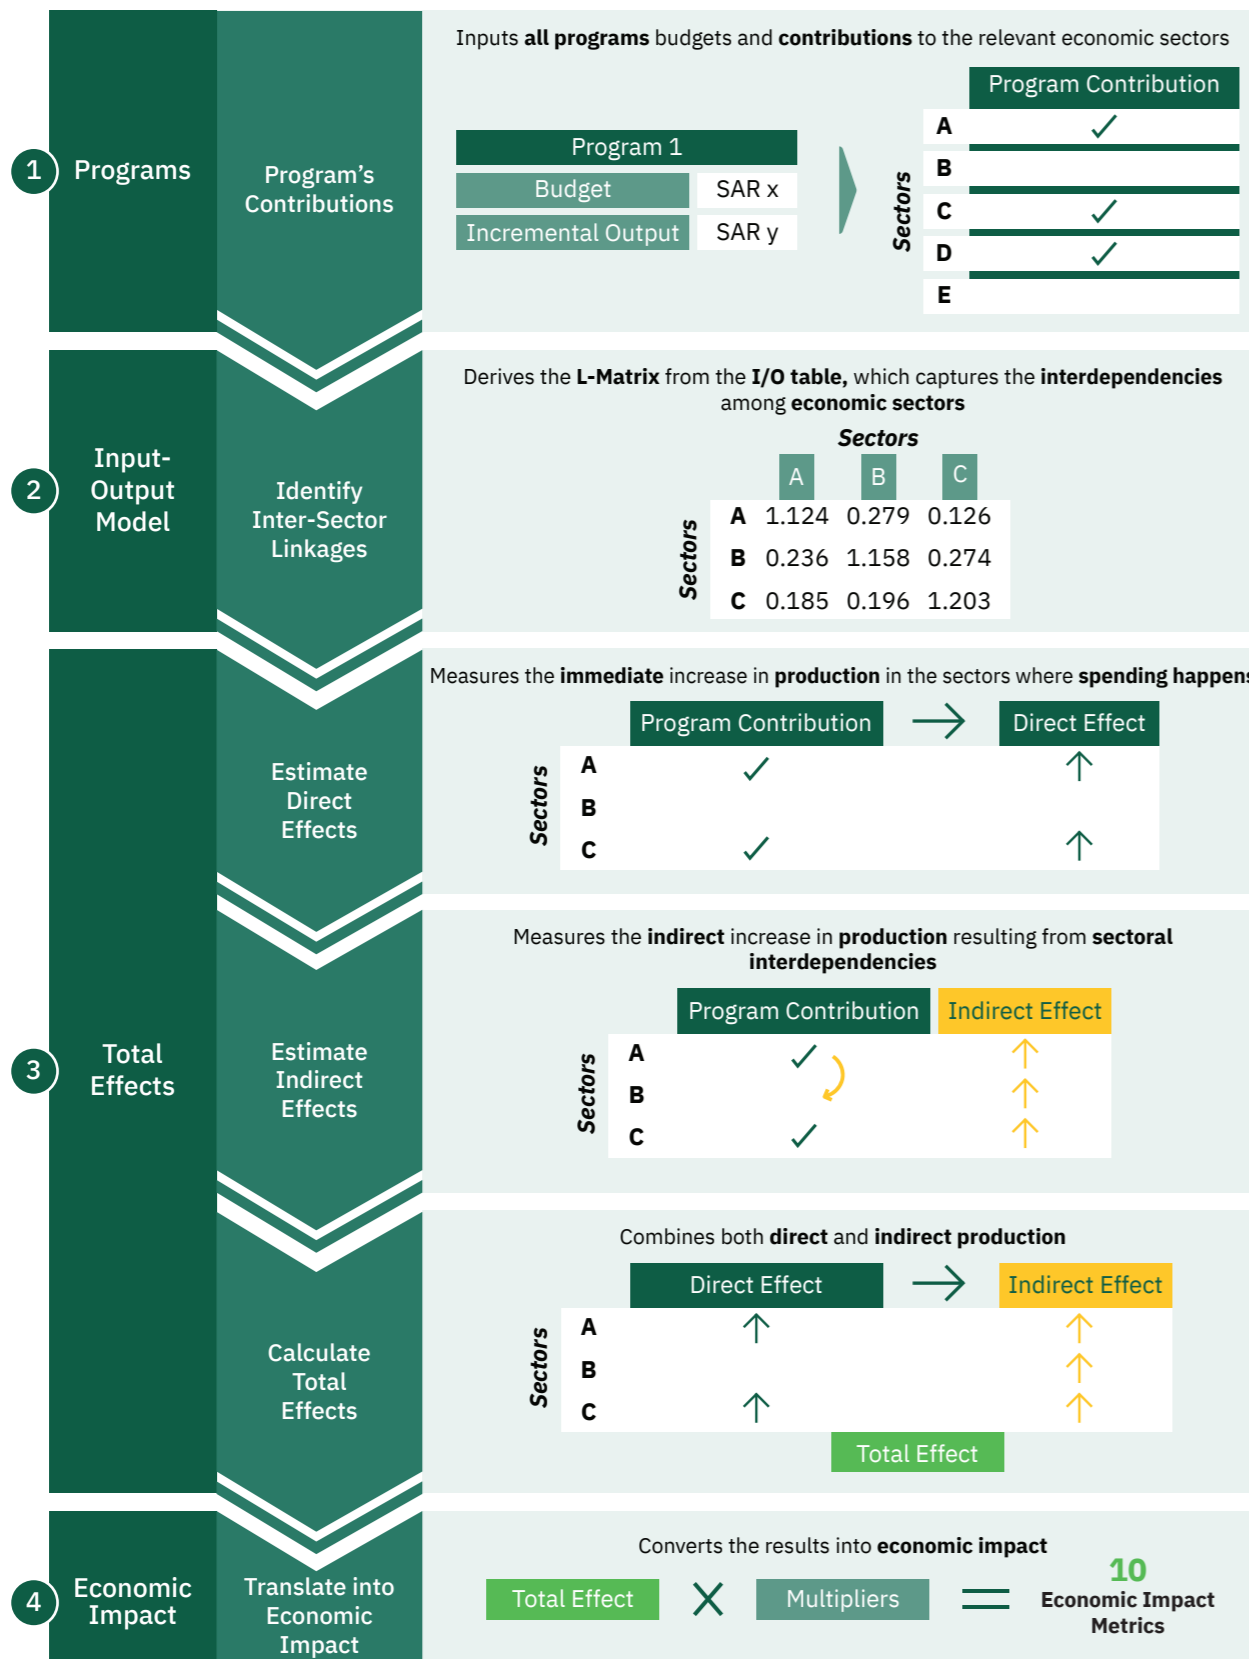 1
Programs
Program's
Contributions
Inputs all programs budgets and contributions to the relevant economic sectors
Program 1
Budget SAR x
Incremental Output SAR y
Program Contribution
Sectors
A ✓
B
C ✓
D ✓
E
2
Input-
Output
Model
Identify
Inter-Sector
Linkages
Derives the L-Matrix from the I/O table, which captures the interdependencies
among economic sectors
Sectors
A B C
Sectors
A 1.124 0.279 0.126
B 0.236 1.158 0.274
C 0.185 0.196 1.203
3
Total
Effects
Estimate
Direct
Effects
Measures the immediate increase in production in the sectors where spending happens
Program Contribution → Direct Effect
Sectors
A ✓ ↑
B
C ✓ ↑
Estimate
Indirect
Effects
Measures the indirect increase in production resulting from sectoral
interdependencies
Program Contribution Indirect Effect
Sectors
A ✓ ↑
B ↑
C ✓ ↑
Calculate
Total
Effects
Combines both direct and indirect production
Direct Effect → Indirect Effect
Sectors
A ↑ ↑
B ↑
C ↑ ↑
Total Effect
4
Economic
Impact
Translate into
Economic
Impact
Converts the results into economic impact
Total Effect × Multipliers =
10
Economic Impact
Metrics